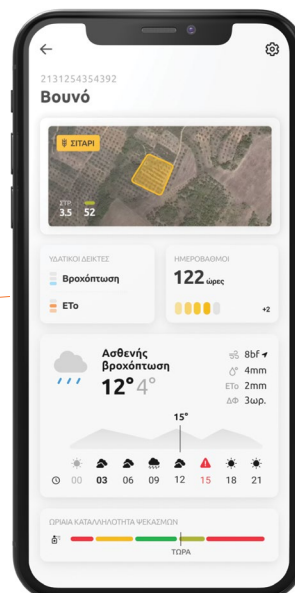 2131254354392
Βουνό
ΣΙΤΑΡΙ
ΣΤΡ
3.5 52
ΥΔΑΤΙΚΟΙ ΔΕΙΚΤΕΣ
Βροχόπτωση
ETo
ΗΜΕΡΟΒΑΘΜΟΙ
122 ώρες
+2
Ασθενής
βροχόπτωση
12° 4°
8bf
4mm
ETo 2mm
ΔΦ 3ωρ.
15°
00 03 06 09 12 15 18 21
ΩΡΙΑΙΑ ΚΑΤΑΛΛΗΛΟΤΗΤΑ ΨΕΚΑΣΜΩΝ
ΤΩΡΑ